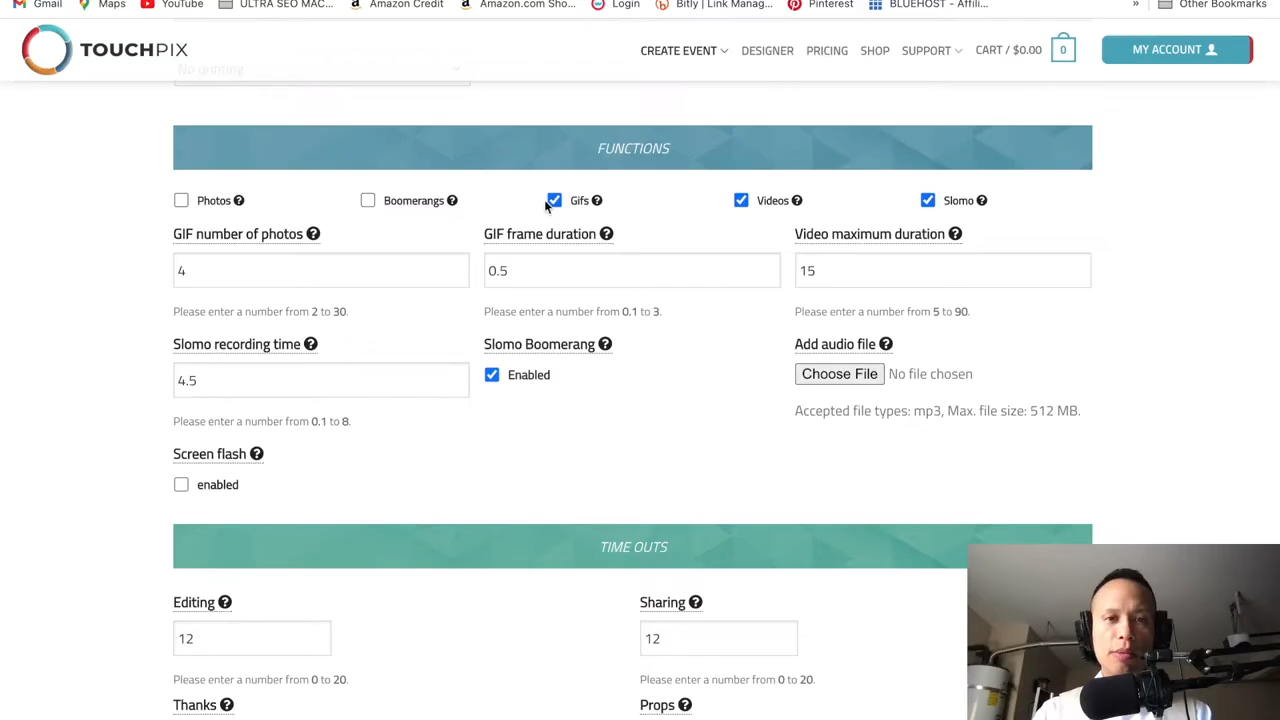 Gmail Maps YouTube ULTRA SEO MAC... Amazon Credit Amazon.com Sho... Login Bitly | Link Manag... Pinterest BLUEHOST - Affili... » Other Bookmarks
TOUCHPIX CREATE EVENT DESIGNER PRICING SHOP SUPPORT CART / $0.00 0 MY ACCOUNT
No printing
FUNCTIONS
Photos Boomerangs Gifs Videos Slomo
GIF number of photos GIF frame duration Video maximum duration
4 0.5 15
Please enter a number from 2 to 30. Please enter a number from 0.1 to 3. Please enter a number from 5 to 90.
Slomo recording time Slomo Boomerang Add audio file
4.5 Enabled Choose File No file chosen
Please enter a number from 0.1 to 8. Accepted file types: mp3, Max. file size: 512 MB.
Screen flash
enabled
TIME OUTS
Editing Sharing
12 12
Please enter a number from 0 to 20. Please enter a number from 0 to 20.
Thanks Props